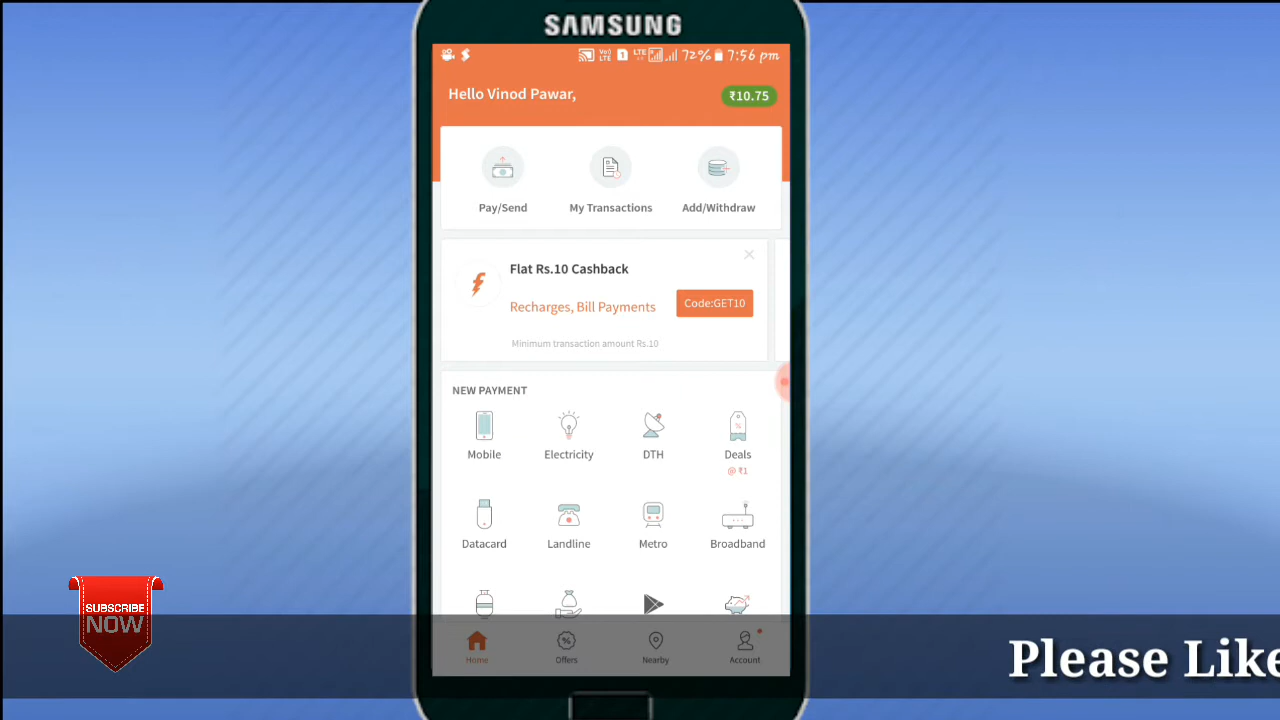 SAMSUNG
72% 7:56 pm
Hello Vinod Pawar,
₹10.75
Pay/Send
My Transactions
Add/Withdraw
Flat Rs.10 Cashback
Recharges, Bill Payments
Code:GET10
Minimum transaction amount Rs.10
NEW PAYMENT
Mobile
Electricity
DTH
Deals
@ ₹1
Datacard
Landline
Metro
Broadband
SUBSCRIBE
NOW
Home
Offers
Nearby
Account
Please Like